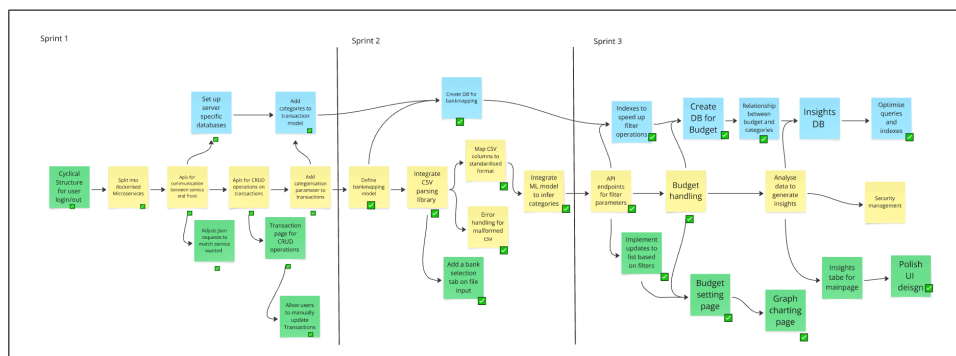 Sprint 1
Sprint 2
Sprint 3
Set up
server
specific
databases
Add
categories to
transaction
model
Create DB for
bankmapping
Indexes to
speed up
filter
operations
Create
DB for
Budget
Relationship
between
budget and
categories
Insights
DB
Optimise
queries
and
indexes
Cyclical
Structure for
user
login/out
Split into
dockerised
Microservices
Apis for
communication
between service
and front
Apis for CRUD
operations on
transactions
Add
categorisation
parameter to
transactions
Define
bankmapping
model
Integrate
CSV
parsing
library
Map CSV
columns to
standardised
format
Error
handling for
malformed
csv
Integrate
ML model
to infer
categories
API
endpoints
for filter
parameters
Budget
handling
Analyse
data to
generate
insights
Security
management
Adjust json
requests to
match service
wanted
Transaction
page for
CRUD
operations
Allow users
to manually
update
Transactions
Add a bank
selection
tab on file
input
Implement
updates to
list based
on filters
Budget
setting
page
Graph
charting
page
Insights
tabe for
mainpage
Polish
UI
deisgn